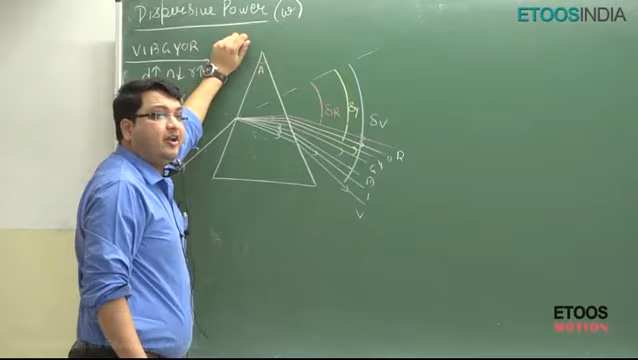 Dispersive Power (ω)
ETOOSINDIA
VIBGYOR
A
δR
δY
δV
R
O
Y
G
B
I
V
ETOOS
MOTION